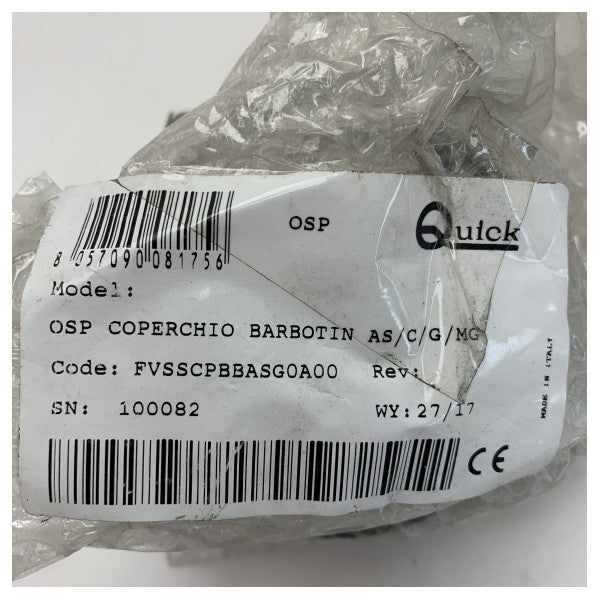 OSP
Quick
8 057090 081756
Model:
OSP COPERCHIO BARBOTIN AS/C/G/MG
Code: FVSSCPBBASG0A00 Rev:
SN: 100082 WY: 27/17
MADE IN ITALY
CE